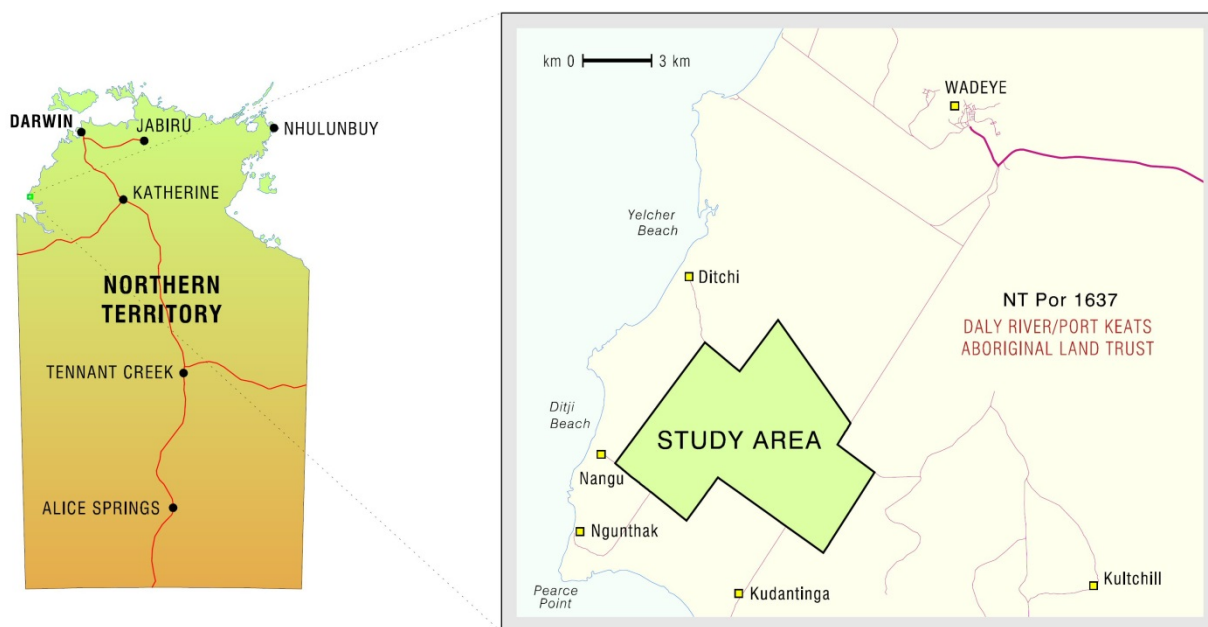 DARWIN
JABIRU
NHULUNBUY
KATHERINE
NORTHERN
TERRITORY
TENNANT CREEK
ALICE SPRINGS
km 0 3 km
WADEYE
Yelcher
Beach
Ditchi
NT Por 1637
DALY RIVER/PORT KEATS
ABORIGINAL LAND TRUST
Ditji
Beach
STUDY AREA
Nangu
Ngunthak
Pearce
Point
Kudantinga
Kultchill